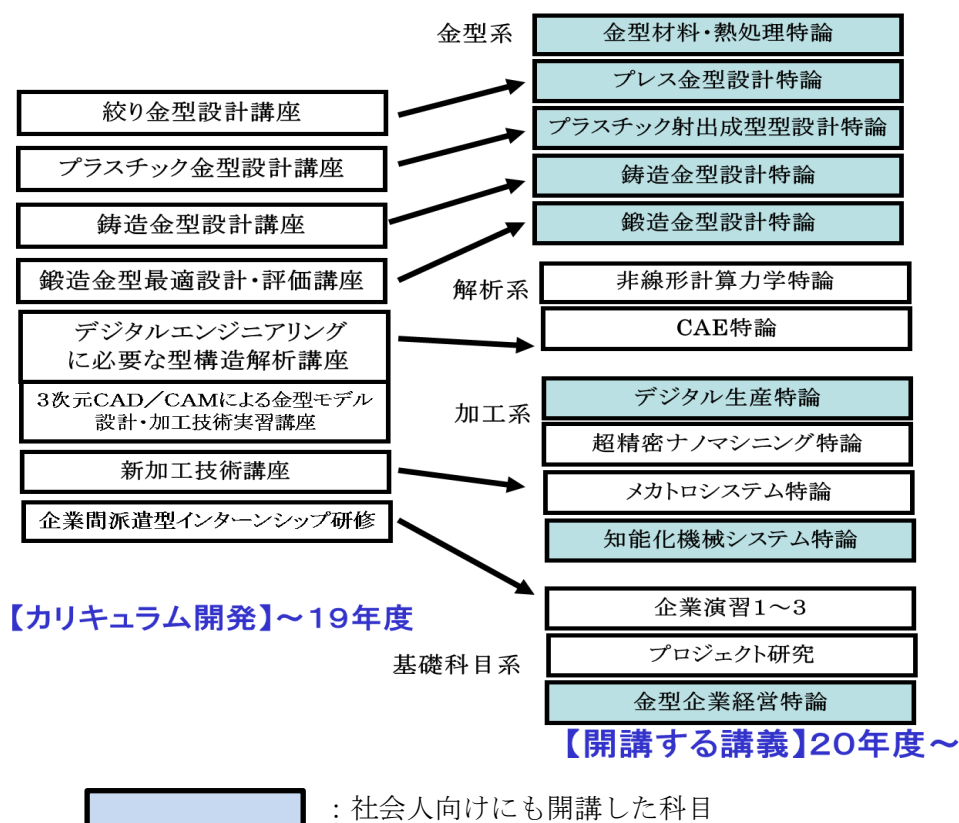 絞り金型設計講座
プラスチック金型設計講座
鋳造金型設計講座
鍛造金型最適設計・評価講座
デジタルエンジニアリング
に必要な型構造解析講座
3次元CAD/CAMによる金型モデル
設計・加工技術実習講座
新加工技術講座
企業間派遣型インターンシップ研修
【カリキュラム開発】～19年度
金型系
金型材料・熱処理特論
プレス金型設計特論
プラスチック射出成型型設計特論
鋳造金型設計特論
鍛造金型設計特論
解析系
非線形計算力学特論
CAE特論
加工系
デジタル生産特論
超精密ナノマシニング特論
メカトロシステム特論
知能化機械システム特論
基礎科目系
企業演習1～3
プロジェクト研究
金型企業経営特論
【開講する講義】20年度～
：社会人向けにも開講した科目